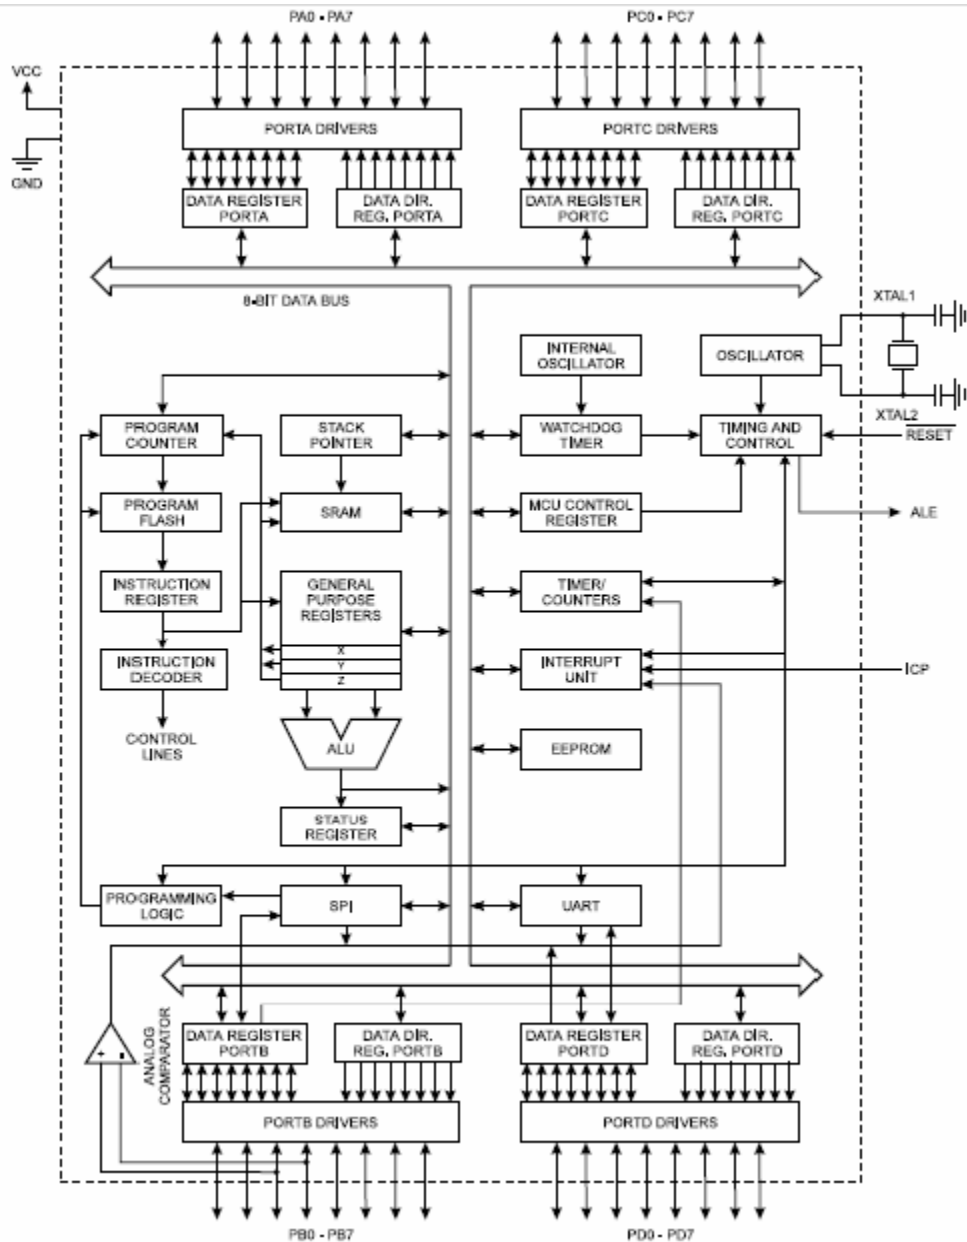 PA0 - PA7
PC0 - PC7
VCC
GND
PORTA DRIVERS
PORTC DRIVERS
DATA REGISTER
PORTA
DATA DIR.
REG. PORTA
DATA REGISTER
PORTC
DATA DIR.
REG. PORTC
8-BIT DATA BUS
XTAL1
INTERNAL
OSCILLATOR
OSCILLATOR
XTAL2
PROGRAM
COUNTER
STACK
POINTER
WATCHDOG
TIMER
TIMING AND
CONTROL
RESET
PROGRAM
FLASH
SRAM
MCU CONTROL
REGISTER
ALE
INSTRUCTION
REGISTER
GENERAL
PURPOSE
REGISTERS
X
Y
Z
TIMER/
COUNTERS
INSTRUCTION
DECODER
INTERRUPT
UNIT
ICP
CONTROL
LINES
ALU
EEPROM
STATUS
REGISTER
PROGRAMMING
LOGIC
SPI
UART
ANALOG
COMPARATOR
+
-
DATA REGISTER
PORTB
DATA DIR.
REG. PORTB
DATA REGISTER
PORTD
DATA DIR.
REG. PORTD
PORTB DRIVERS
PORTD DRIVERS
PB0 - PB7
PD0 - PD7